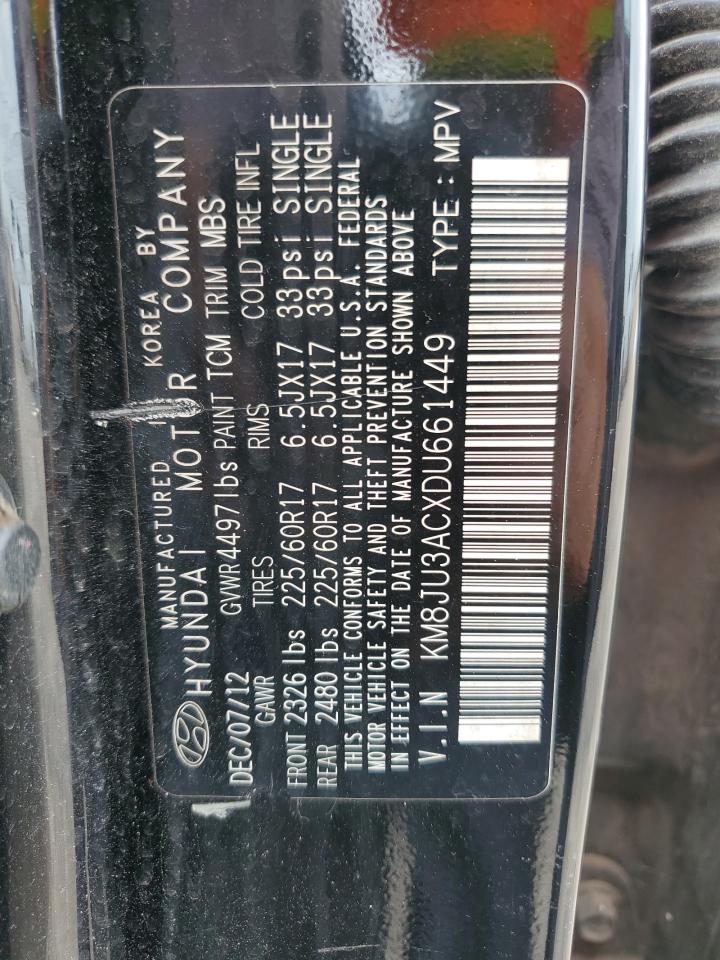 MANUFACTURED IN KOREA BY
HYUNDAI MOTOR COMPANY
DEC/07/12 GVWR4497lbs PAINT TCM TRIM MBS
GAWR TIRES RIMS COLD TIRE INFL
FRONT 2326 lbs 225/60R17 6.5JX17 33psi SINGLE
REAR 2480 lbs 225/60R17 6.5JX17 33psi SINGLE
THIS VEHICLE CONFORMS TO ALL APPLICABLE U.S.A. FEDERAL
MOTOR VEHICLE SAFETY AND THEFT PREVENTION STANDARDS
IN EFFECT ON THE DATE OF MANUFACTURE SHOWN ABOVE
V.I.N KM8JU3ACXDU661449 TYPE : MPV